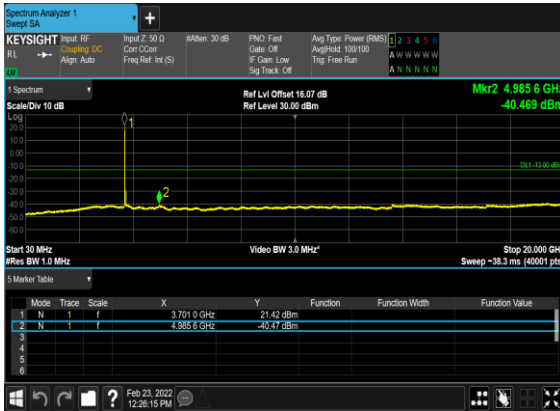 Spectrum Analyzer 1
Swept SA
+
KEYSIGHT
RL
Input: RF
Coupling: DC
Align: Auto
Input Z: 50 Ω
Corr CCorr
Freq Ref: Int (S)
#Atten: 30 dB
PNO: Fast
Gate: Off
IF Gain: Low
Sig Track: Off
Avg Type: Power (RMS)
Avg|Hold: 100/100
Trig: Free Run
1 2 3 4 5 6
A W W W W W
A N N N N N
1 Spectrum
Scale/Div 10 dB
Ref Lvl Offset 16.07 dB
Ref Level 30.00 dBm
Mkr2 4.985 6 GHz
-40.469 dBm
Log
20.0
10.0
0.00
-10.0
-20.0
-30.0
-40.0
-50.0
-60.0
1
2
DL1 -13.00 dBm
Start 30 MHz
#Res BW 1.0 MHz
Video BW 3.0 MHz*
Stop 20.000 GHz
Sweep ~38.3 ms (40001 pts)
5 Marker Table
Mode Trace Scale X Y Function Function Width Function Value
1 N 1 f 3.701 0 GHz 21.42 dBm
2 N 1 f 4.985 6 GHz -40.47 dBm
3
4
5
6
?
Feb 23, 2022
12:26:15 PM